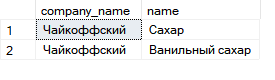 company_name name
1 Чайкоффский Сахар
2 Чайкоффский Ванильный сахар